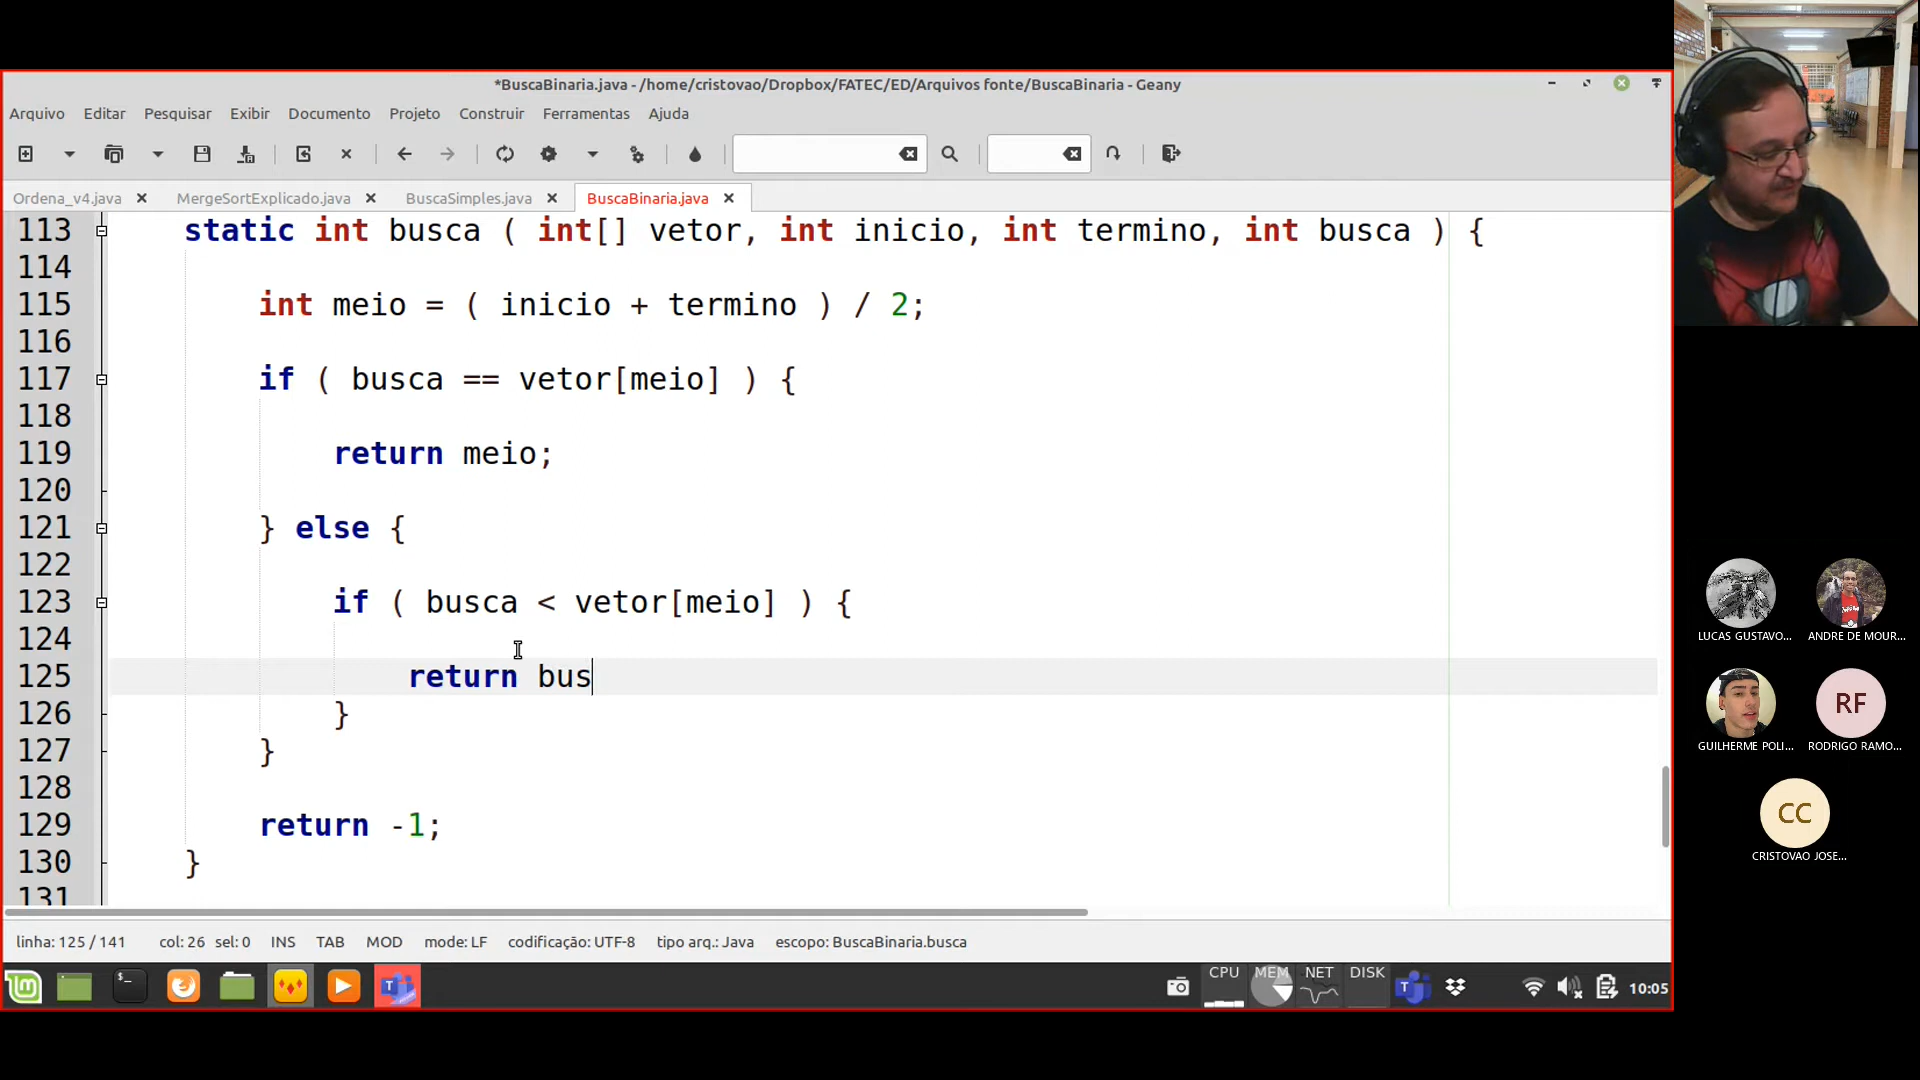 *BuscaBinaria.java - /home/cristovao/Dropbox/FATEC/ED/Arquivos fonte/BuscaBinaria - Geany
Arquivo Editar Pesquisar Exibir Documento Projeto Construir Ferramentas Ajuda
Ordena_v4.java MergeSortExplicado.java BuscaSimples.java BuscaBinaria.java
113 static int busca ( int[] vetor, int inicio, int termino, int busca ) {
114
115 int meio = ( inicio + termino ) / 2;
116
117 if ( busca == vetor[meio] ) {
118
119 return meio;
120
121 } else {
122
123 if ( busca < vetor[meio] ) {
124
125 return bus
126 }
127 }
128
129 return -1;
130 }
131
LUCAS GUSTAVO... ANDRE DE MOUR...
RF
GUILHERME POLI... RODRIGO RAMO...
CC
CRISTOVAO JOSE...
linha: 125 / 141 col: 26 sel: 0 INS TAB MOD mode: LF codificação: UTF-8 tipo arq.: Java escopo: BuscaBinaria.busca
CPU MEM NET DISK
10:05